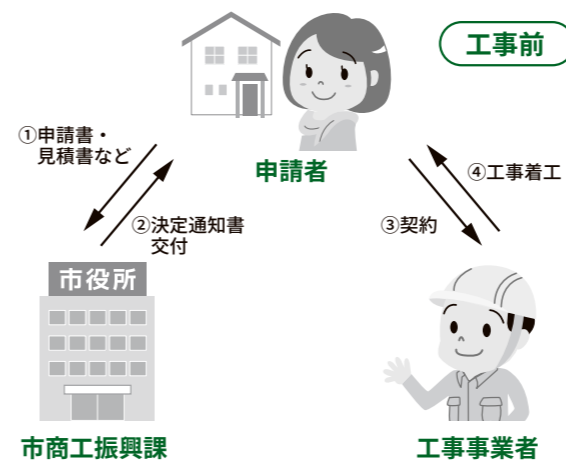 工事前
①申請書・
見積書など
申請者
④工事着工
②決定通知書
交付
③契約
市役所
市商工振興課
工事事業者